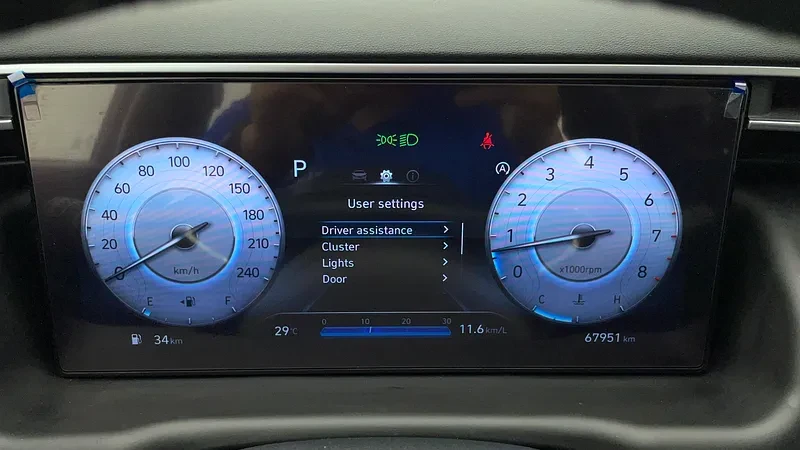 P
A
User settings
Driver assistance
Cluster
Lights
Door
0
20
40
60
80
100
120
150
180
210
240
km/h
E
F
0
1
2
3
4
5
6
7
8
x1000rpm
C
H
34 km
29°C
0 10 20 30
11.6 km/L
67951 km